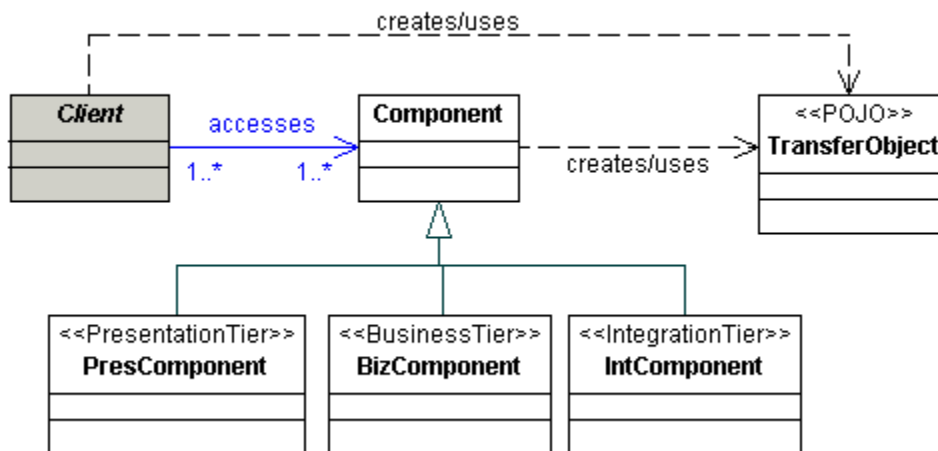 creates/uses
Client
accesses
1..*
1..*
Component
creates/uses
<<POJO>>
TransferObject
<<PresentationTier>>
PresComponent
<<BusinessTier>>
BizComponent
<<IntegrationTier>>
IntComponent